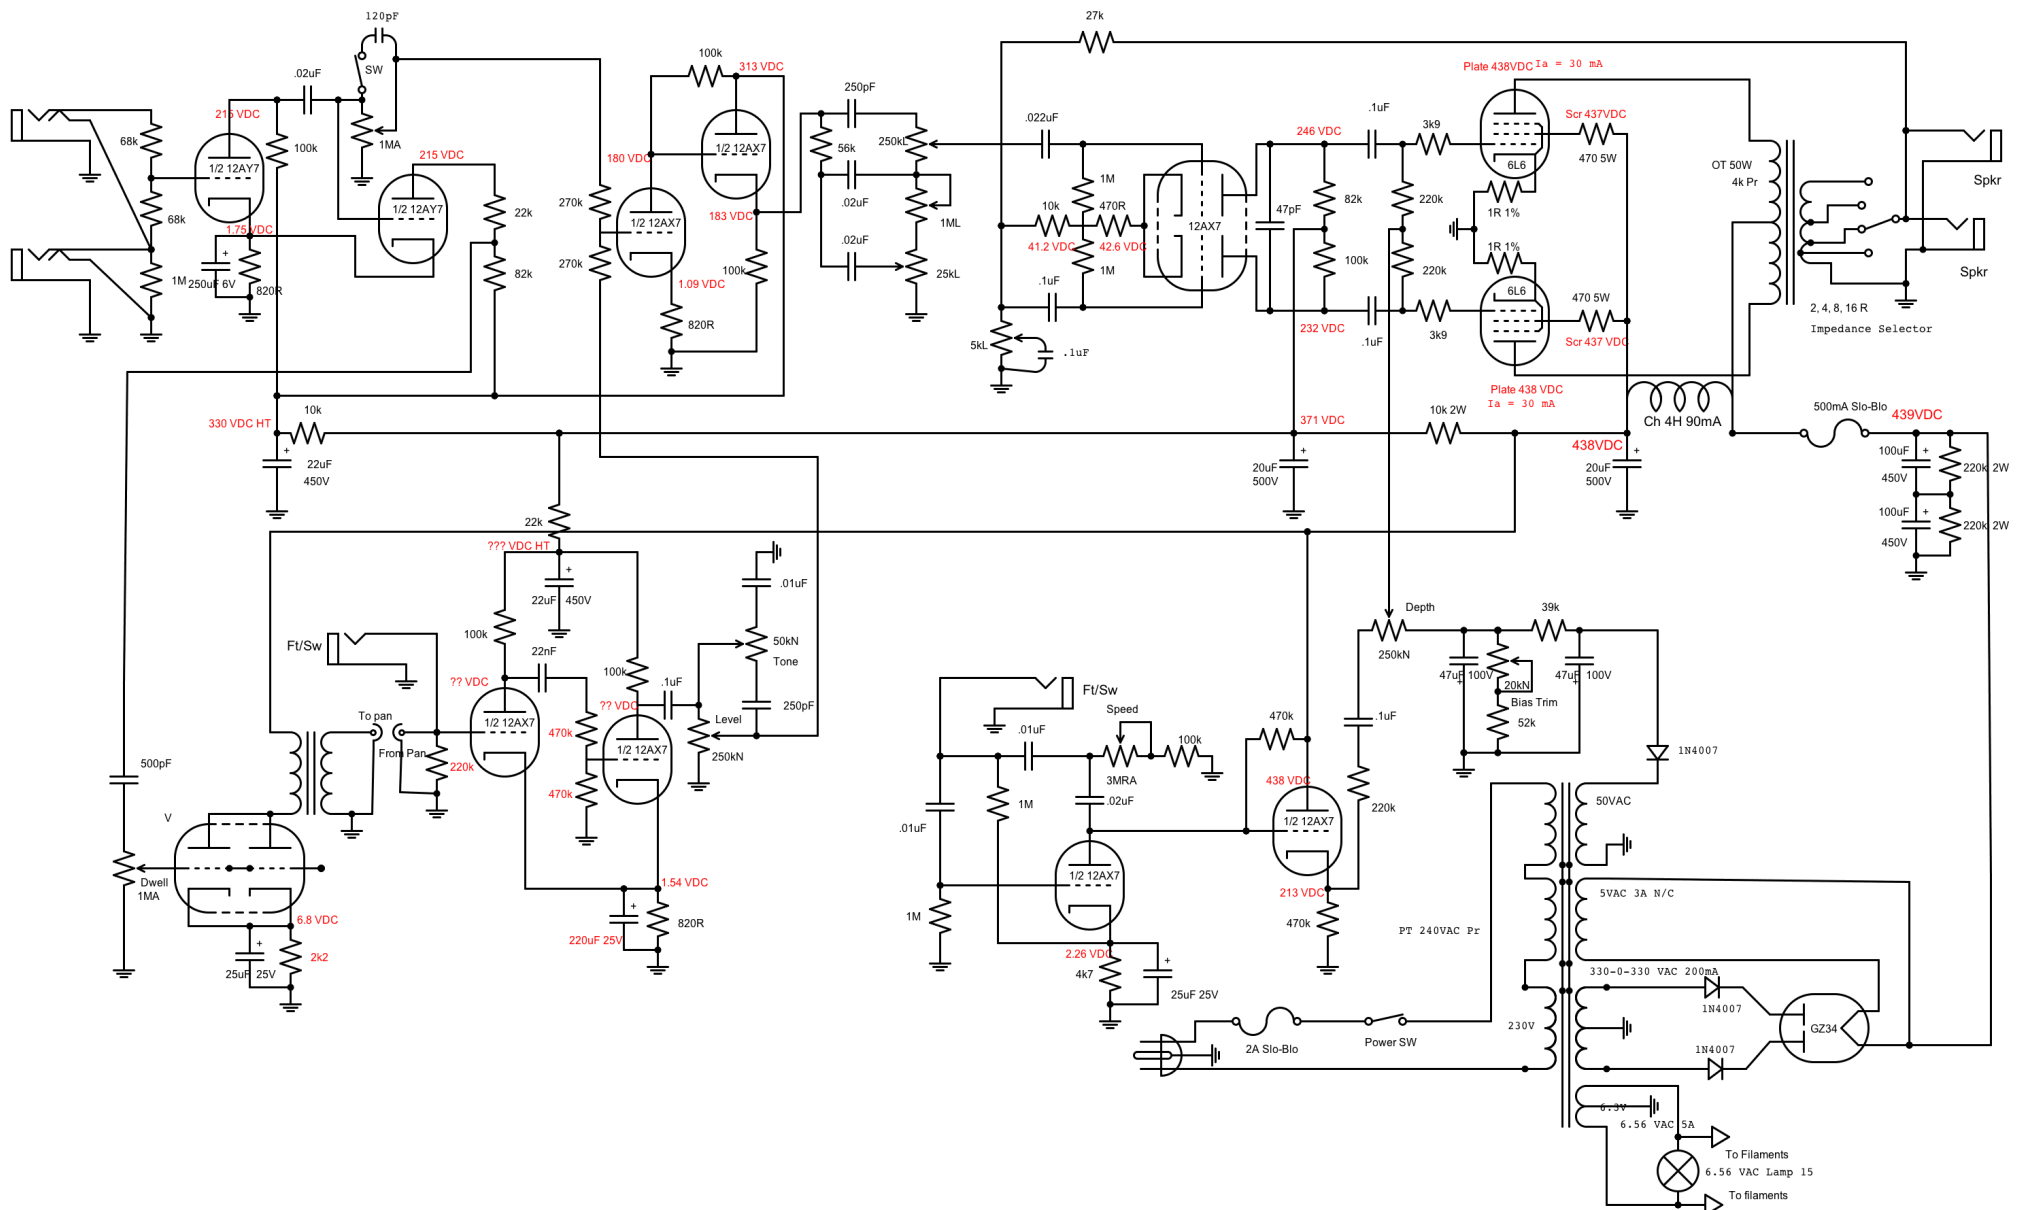 120pF
SW
.02uF
215 VDC
68k
68k
1/2 12AY7
100k
1MA
1.75 VDC
1M
250uF 6V
+
820R
215 VDC
1/2 12AY7
22k
82k
100k
313 VDC
180 VDC
1/2 12AX7
270k
270k
1/2 12AX7
183 VDC
1.09 VDC
100k
820R
250pF
56k
250kL
.02uF
1ML
.02uF
25kL
27k
.022uF
1M
10k
470R
41.2 VDC
42.6 VDC
1M
.1uF
5kL
.1uF
12AX7
47pF
246 VDC
82k
100k
232 VDC
.1uF
.1uF
220k
220k
3k9
3k9
Plate 438VDC
Ia = 30 mA
6L6
1R 1%
1R 1%
6L6
Scr 437VDC
470 5W
470 5W
Scr 437 VDC
Plate 438 VDC
Ia = 30 mA
OT 50W
4k Pr
Spkr
Spkr
2, 4, 8, 16 R
Impedance Selector
330 VDC HT
10k
+
22uF
450V
371 VDC
+
20uF
500V
10k 2W
Ch 4H 90mA
438VDC
+
20uF
500V
500mA Slo-Blo
439VDC
100uF
+
450V
220k 2W
100uF
+
450V
220k 2W
22k
??? VDC HT
+
22uF
450V
100k
Ft/Sw
?? VDC
22nF
1/2 12AX7
To pan
From Pan
220k
470k
470k
100k
?? VDC
.1uF
1/2 12AX7
.01uF
50kN
Tone
250pF
Level
250kN
1.54 VDC
+
220uF 25V
820R
500pF
V
Dwell
1MA
6.8 VDC
+
25uF 25V
2k2
Ft/Sw
.01uF
Speed
3MRA
100k
1M
.01uF
.02uF
1M
1/2 12AX7
2.26 VDC
4k7
+
25uF 25V
470k
438 VDC
1/2 12AX7
213 VDC
470k
.1uF
220k
Depth
250kN
39k
47uF 100V
+
20kN
Bias Trim
52k
47uF 100V
+
1N4007
50VAC
5VAC 3A N/C
PT 240VAC Pr
330-0-330 VAC 200mA
1N4007
GZ34
1N4007
230V
2A Slo-Blo
Power SW
6.3V
6.56 VAC 5A
To Filaments
6.56 VAC Lamp 15
To filaments